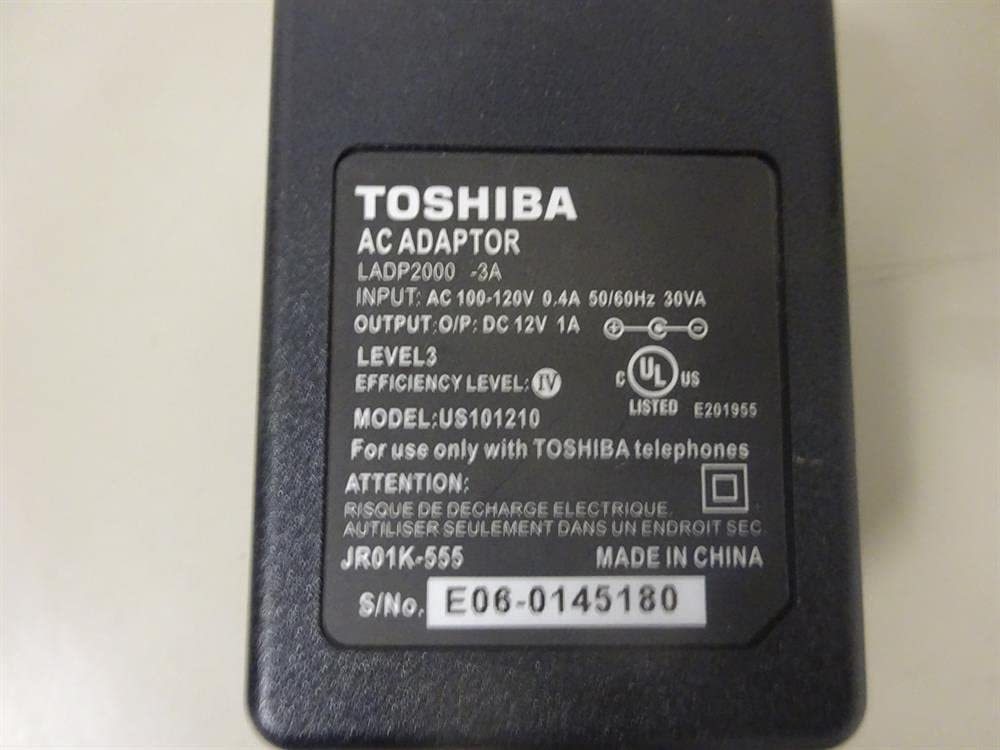 TOSHIBA
AC ADAPTOR
LADP2000 -3A
INPUT: AC 100-120V 0.4A 50/60Hz 30VA
OUTPUT:O/P: DC 12V 1A
LEVEL3
EFFICIENCY LEVEL: IV
C UL US
LISTED E201955
MODEL:US101210
For use only with TOSHIBA telephones
ATTENTION:
RISQUE DE DECHARGE ELECTRIQUE.
AUTILISER SEULEMENT DANS UN ENDROIT SEC
JR01K-555 MADE IN CHINA
S/No. E06-0145180